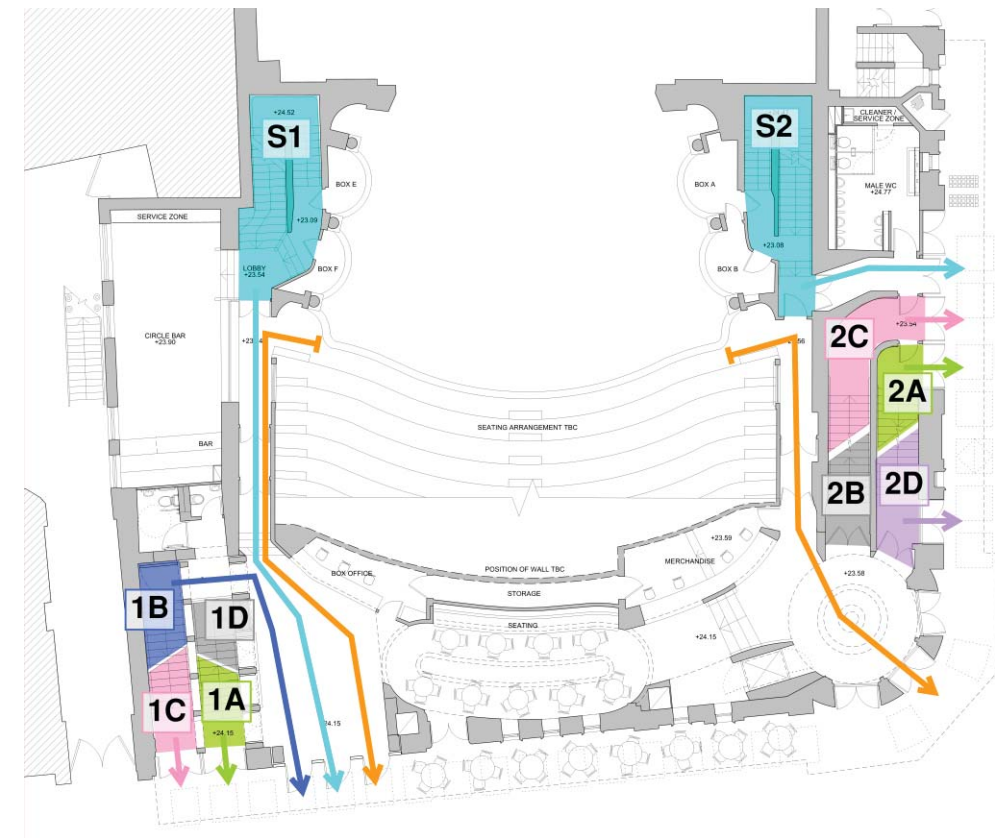 +24.52
S1
S2
CLEANER /
SERVICE ZONE
MALE WC
+24.77
BOX E
BOX A
SERVICE ZONE
+23.09
+23.08
LOBBY
+23.54
BOX F
BOX B
CIRCLE BAR
+23.90
2C
+23.54
2A
SEATING ARRANGEMENT TBC
BAR
2B
2D
+23.59
BOX OFFICE
POSITION OF WALL TBC
MERCHANDISE
STORAGE
+23.58
1B
1D
SEATING
+24.15
1C
1A
+24.15